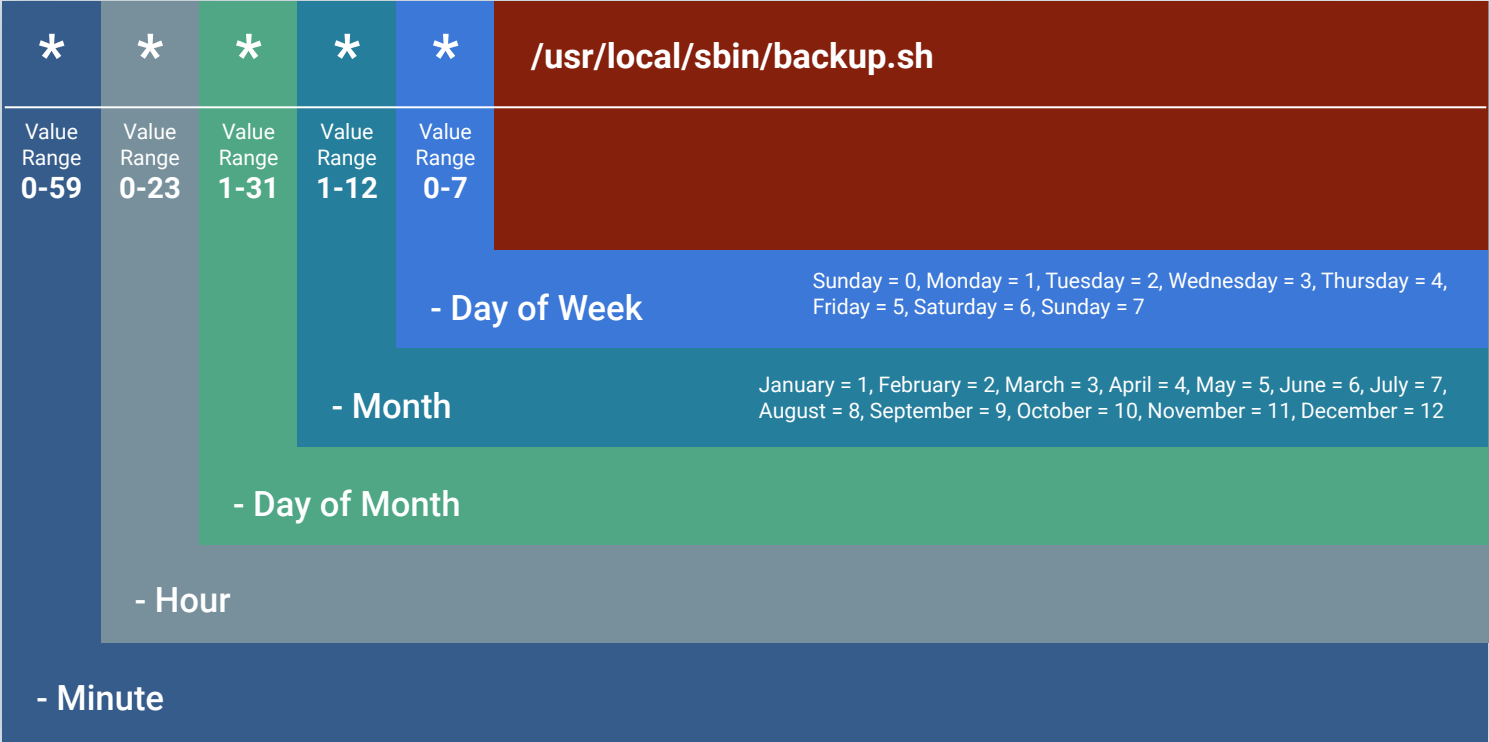 * * * * * /usr/local/sbin/backup.sh
Value Value Value Value Value
Range Range Range Range Range
0-59 0-23 1-31 1-12 0-7
- Day of Week
Sunday = 0, Monday = 1, Tuesday = 2, Wednesday = 3, Thursday = 4,
Friday = 5, Saturday = 6, Sunday = 7
- Month
January = 1, February = 2, March = 3, April = 4, May = 5, June = 6, July = 7,
August = 8, September = 9, October = 10, November = 11, December = 12
- Day of Month
- Hour
- Minute